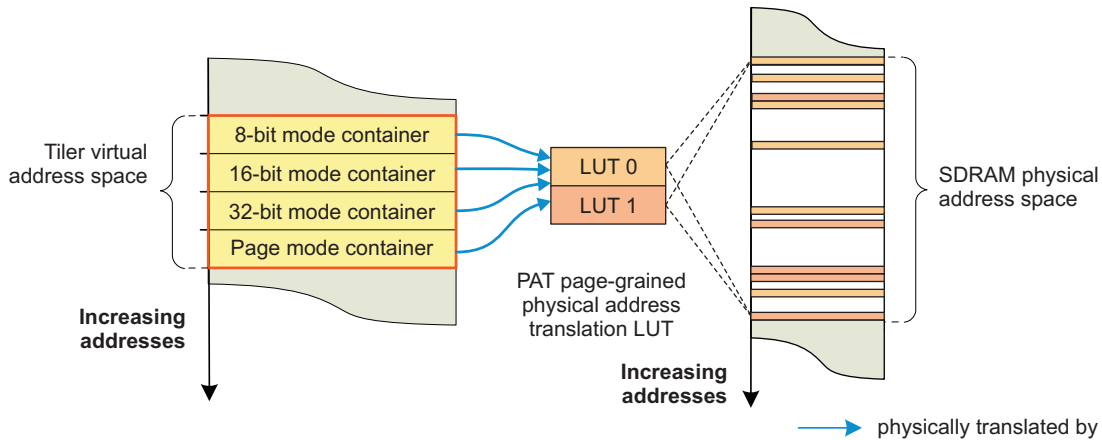 Tiler virtual
address space
8-bit mode container
16-bit mode container
32-bit mode container
Page mode container
Increasing
addresses
LUT 0
LUT 1
PAT page-grained
physical address
translation LUT
SDRAM physical
address space
Increasing
addresses
physically translated by